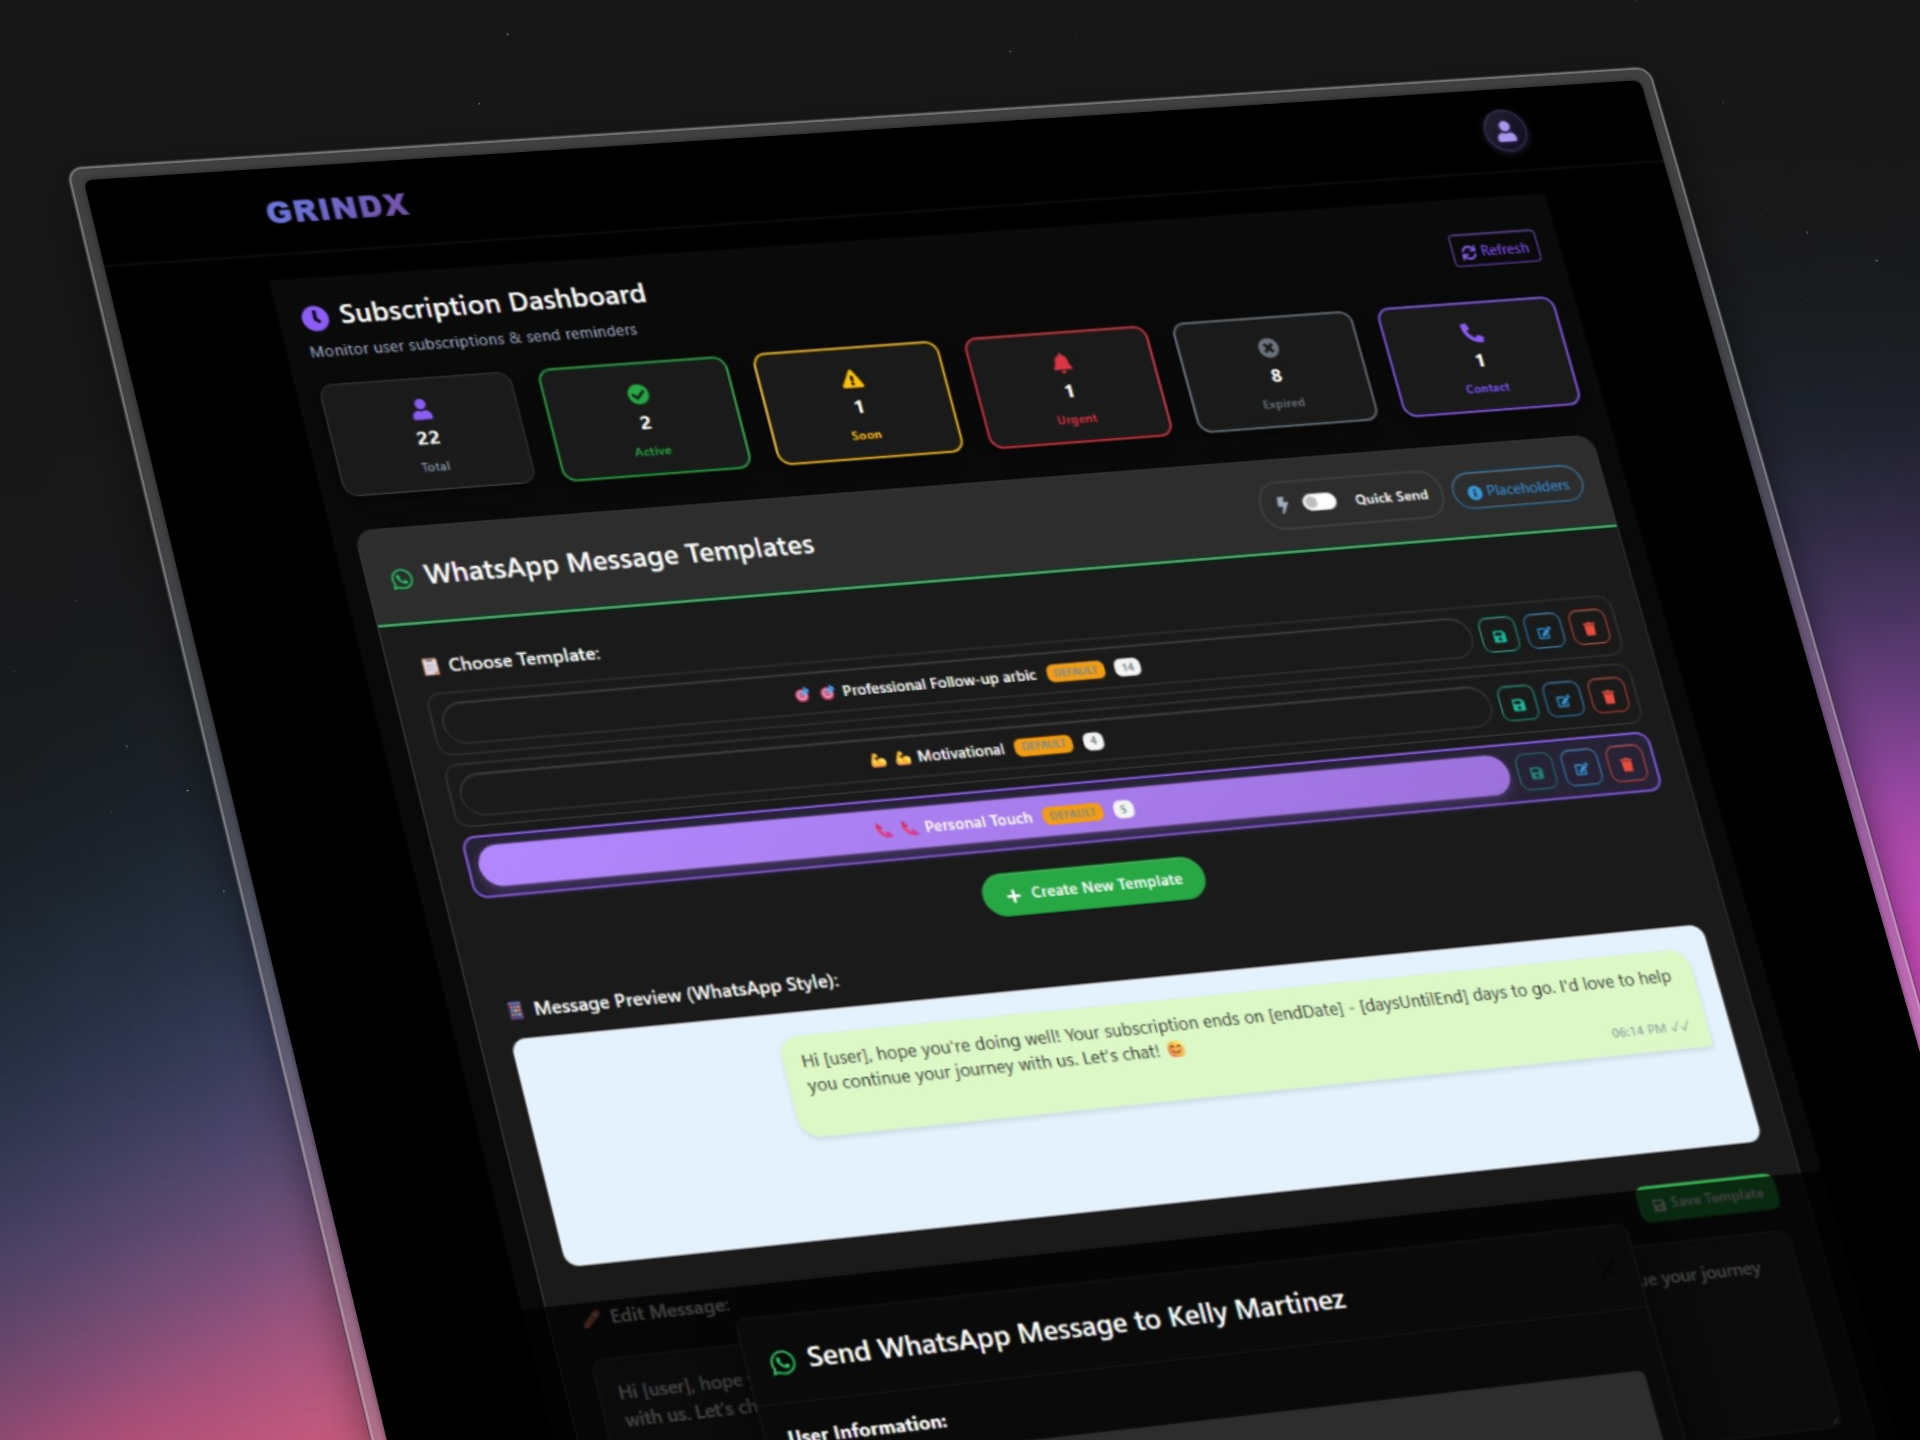 GRINDX
Subscription Dashboard
Refresh
Monitor user subscriptions & send reminders
22
Total
2
Active
1
Soon
1
Urgent
8
Expired
1
Contact
WhatsApp Message Templates
Quick Send
Placeholders
📋 Choose Template:
🎯 🎯 Professional Follow-up arbic DEFAULT 14
💪 💪 Motivational DEFAULT 4
📞 📞 Personal Touch DEFAULT 5
+ Create New Template
📱 Message Preview (WhatsApp Style):
Hi [user], hope you're doing well! Your subscription ends on [endDate] - [daysUntilEnd] days to go. I'd love to help
you continue your journey with us. Let's chat! 😊
06:14 PM ✓✓
Save Template
Edit Message:
Hi [user], hope
ue your journey
with us. Let's ch
Send WhatsApp Message to Kelly Martinez
User Information: